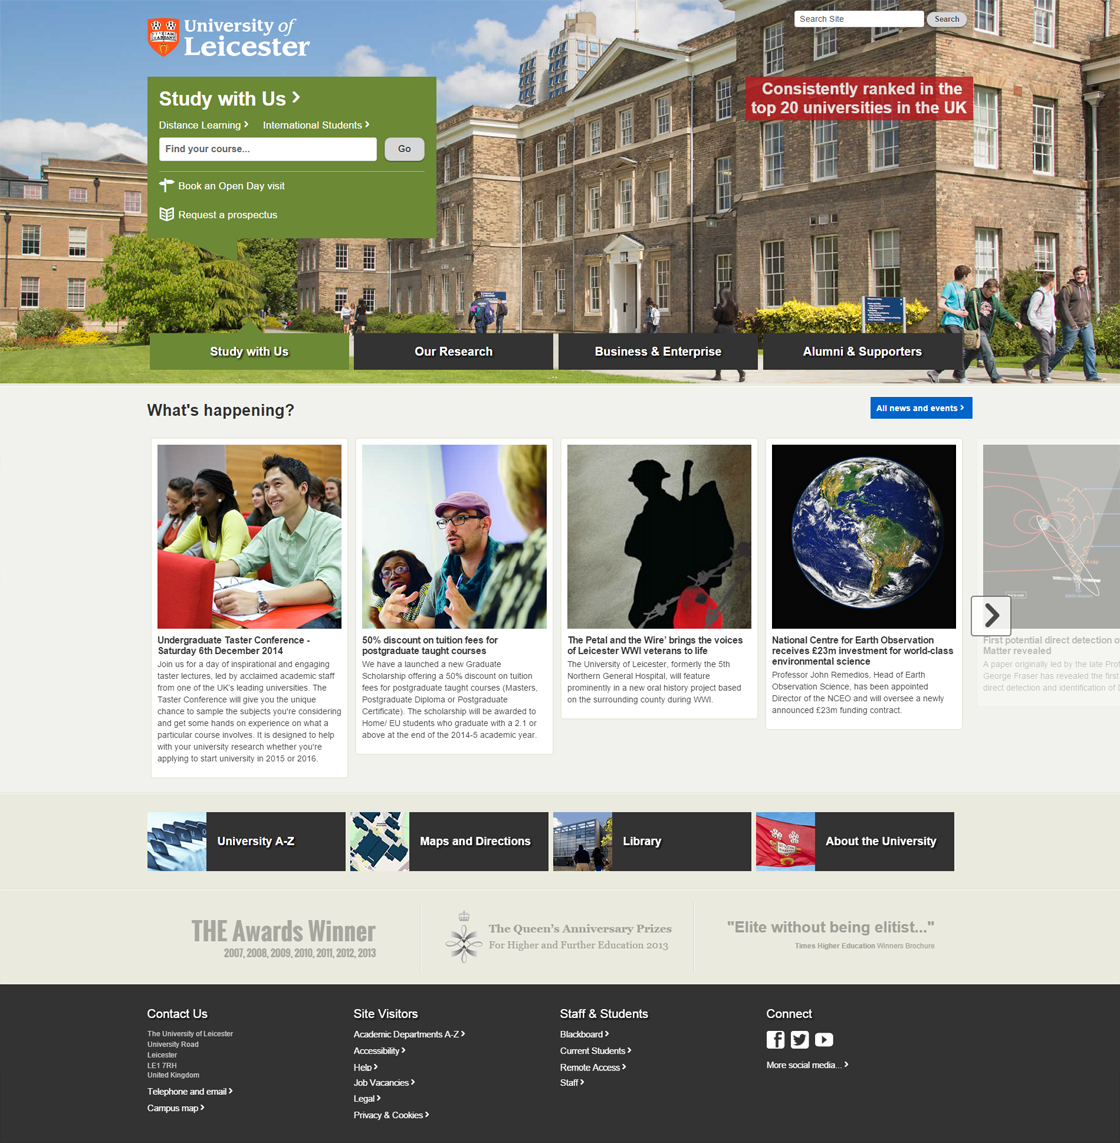 University of
Leicester
Search Site
Search
Study with Us
Distance Learning
International Students
Find your course...
Go
Book an Open Day visit
Request a prospectus
Consistently ranked in the
top 20 universities in the UK
Study with Us
Our Research
Business & Enterprise
Alumni & Supporters
What's happening?
All news and events
Undergraduate Taster Conference -
Saturday 6th December 2014
Join us for a day of inspirational and engaging
taster lectures, led by acclaimed academic staff
from one of the UK's leading universities. The
Taster Conference will give you the unique
chance to sample the subjects you're considering
and get some hands on experience on what a
particular course involves. It is designed to help
with your university research whether you're
applying to start university in 2015 or 2016.
50% discount on tuition fees for
postgraduate taught courses
We have a launched a new Graduate
Scholarship offering a 50% discount on tuition
fees for postgraduate taught courses (Masters,
Postgraduate Diploma or Postgraduate
Certificate). The scholarship will be awarded to
Home/ EU students who graduate with a 2.1 or
above at the end of the 2014-5 academic year.
The Petal and the Wire' brings the voices
of Leicester WWI veterans to life
The University of Leicester, formerly the 5th
Northern General Hospital, will feature
prominently in a new oral history project based
on the surrounding county during WWI.
National Centre for Earth Observation
receives £23m investment for world-class
environmental science
Professor John Remedios, Head of Earth
Observation Science, has been appointed
Director of the NCEO and will oversee a newly
announced £23m funding contract.
First potential direct detection o
Matter revealed
A paper originally led by the late Prof
George Fraser has revealed the first
direct detection and identification of
University A-Z
Maps and Directions
Library
About the University
THE Awards Winner
2007, 2008, 2009, 2010, 2011, 2012, 2013
The Queen's Anniversary Prizes
For Higher and Further Education 2013
"Elite without being elitist..."
Times Higher Education Winners Brochure
Contact Us
The University of Leicester
University Road
Leicester
LE1 7RH
United Kingdom
Telephone and email
Campus map
Site Visitors
Academic Departments A-Z
Accessibility
Help
Job Vacancies
Legal
Privacy & Cookies
Staff & Students
Blackboard
Current Students
Remote Access
Staff
Connect
More social media...